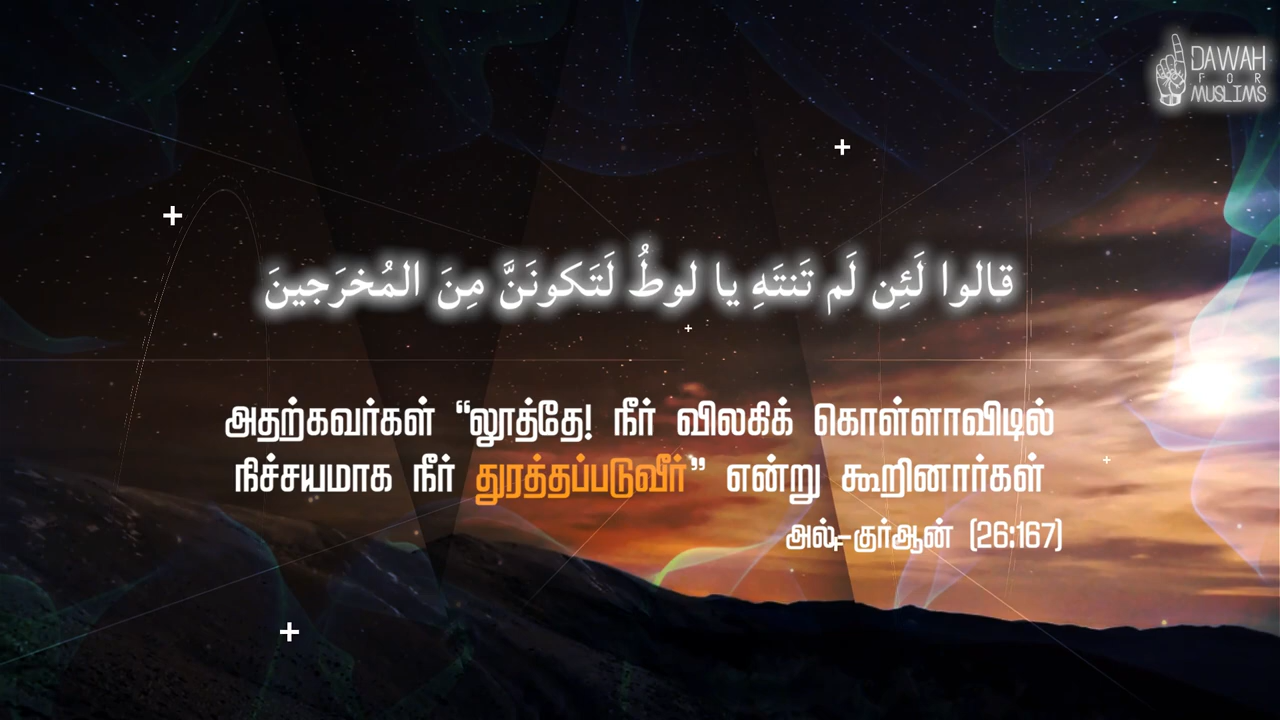 DAWAH
FOR
MUSLIMS
قالوا لَئِن لَم تَنتَهِ يا لوطُ لَتَكونَنَّ مِنَ المُخرَجينَ
அதற்கவர்கள் “லூத்தே! நீர் விலகிக் கொள்ளாவிடில்
நிச்சயமாக நீர் துரத்தப்படுவீர்” என்று கூறினார்கள்
அல்-குர்ஆன் (26:167)